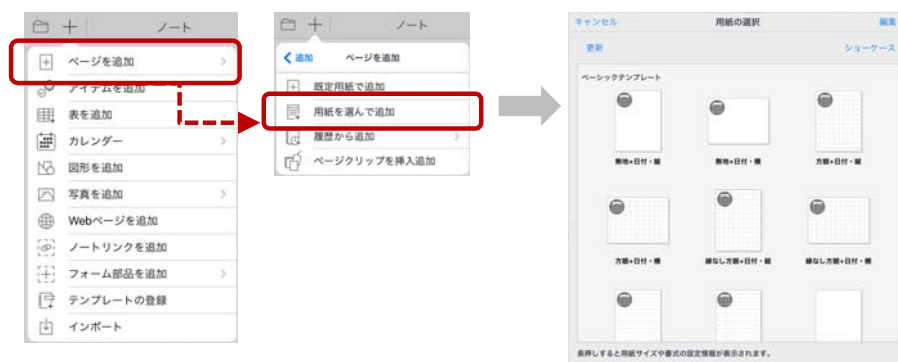 ノート
ページを追加
アイテムを追加
表を追加
カレンダー
図形を追加
写真を追加
Webページを追加
ノートリンクを追加
フォーム部品を追加
テンプレートの登録
インポート
ノート
追加 ページを追加
既定用紙で追加
用紙を選んで追加
履歴から追加
ページクリップを挿入追加
キャンセル 用紙の選択 編集
更新 ショーケース
ベーシックテンプレート
無地+日付・縦 無地+日付・横 方眼+日付・縦
方眼+日付・横 縁なし方眼+日付・縦 縁なし方眼+日付・横
長押しすると用紙サイズや書式の設定情報が表示されます。